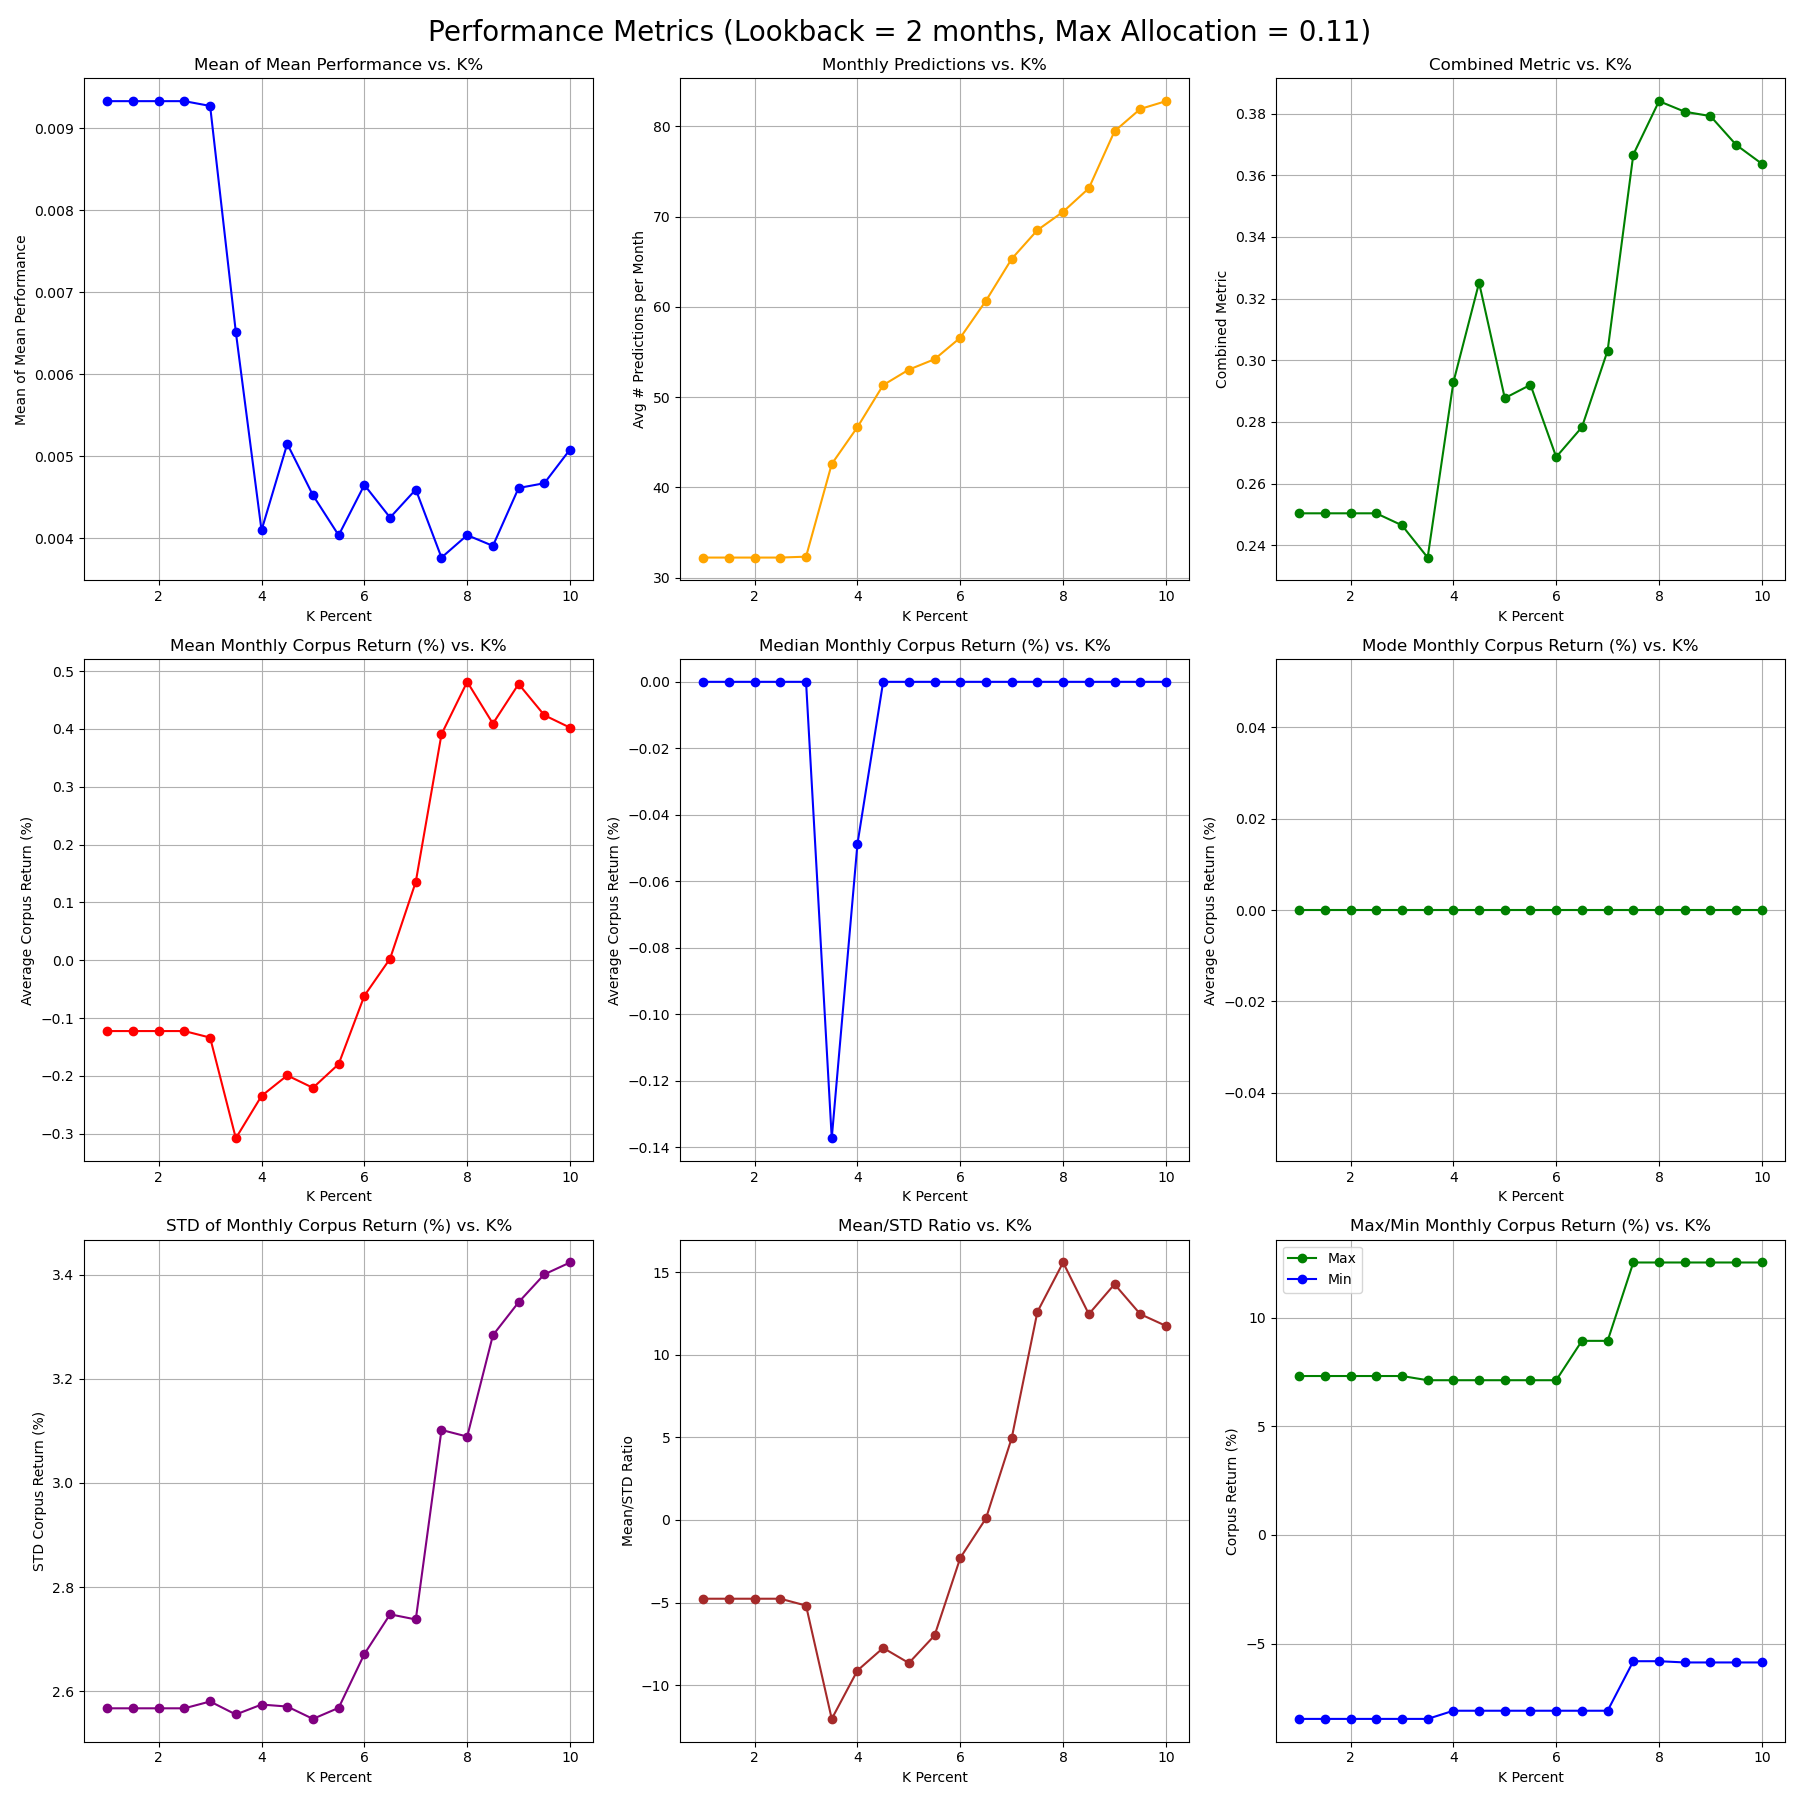 Performance Metrics (Lookback = 2 months, Max Allocation = 0.11)
Mean of Mean Performance vs. K%
Mean of Mean Performance
0.009
0.008
0.007
0.006
0.005
0.004
2 4 6 8 10
K Percent
Monthly Predictions vs. K%
Avg # Predictions per Month
80
70
60
50
40
30
2 4 6 8 10
K Percent
Combined Metric vs. K%
Combined Metric
0.38
0.36
0.34
0.32
0.30
0.28
0.26
0.24
2 4 6 8 10
K Percent
Mean Monthly Corpus Return (%) vs. K%
Average Corpus Return (%)
0.5
0.4
0.3
0.2
0.1
0.0
−0.1
−0.2
−0.3
2 4 6 8 10
K Percent
Median Monthly Corpus Return (%) vs. K%
Average Corpus Return (%)
0.00
−0.02
−0.04
−0.06
−0.08
−0.10
−0.12
−0.14
2 4 6 8 10
K Percent
Mode Monthly Corpus Return (%) vs. K%
Average Corpus Return (%)
0.04
0.02
0.00
−0.02
−0.04
2 4 6 8 10
K Percent
STD of Monthly Corpus Return (%) vs. K%
STD Corpus Return (%)
3.4
3.2
3.0
2.8
2.6
2 4 6 8 10
K Percent
Mean/STD Ratio vs. K%
Mean/STD Ratio
15
10
5
0
−5
−10
2 4 6 8 10
K Percent
Max/Min Monthly Corpus Return (%) vs. K%
Max
Min
Corpus Return (%)
10
5
0
−5
2 4 6 8 10
K Percent